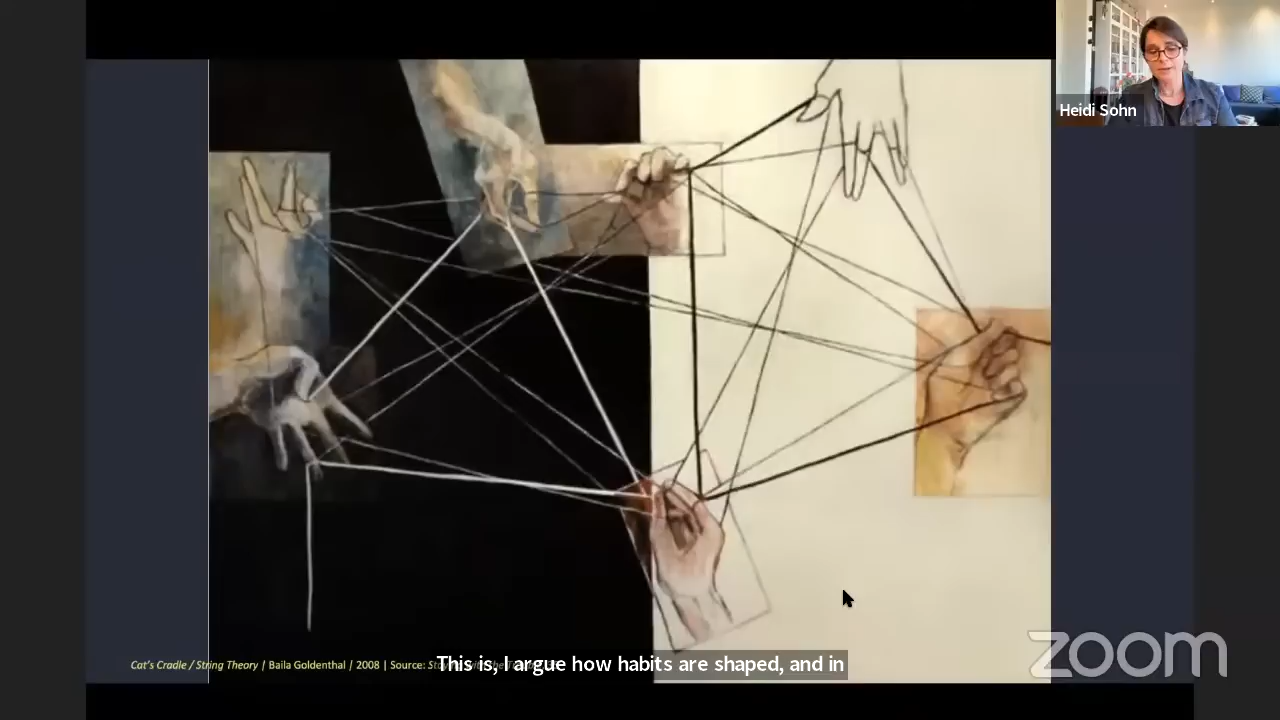 Heidi Sohn
Cat's Cradle / String Theory | Baila Goldenthal | 2008 | Source:
This is, I argue how habits are shaped, and in
zoom